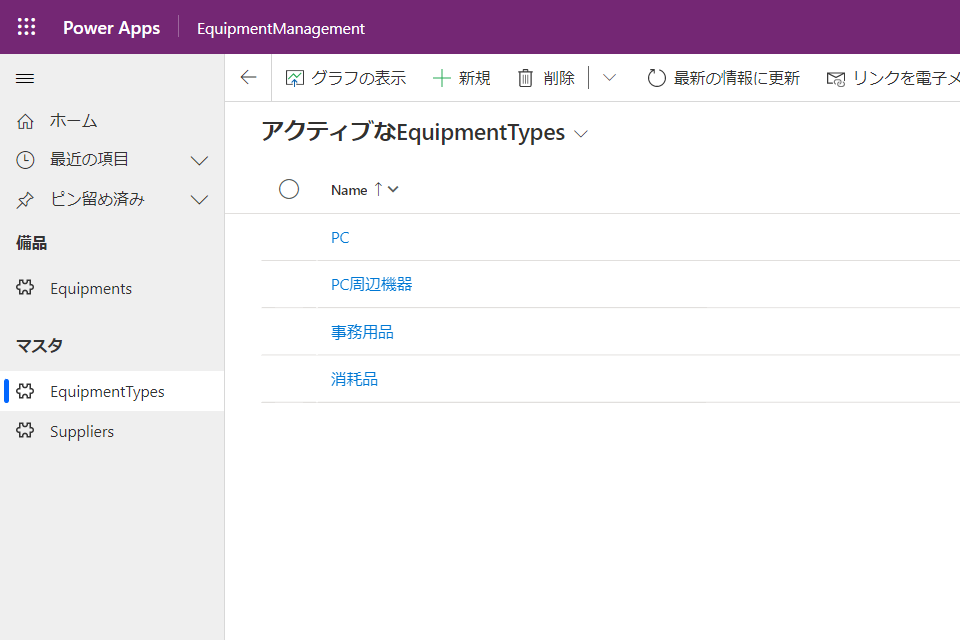 Power Apps EquipmentManagement
グラフの表示 新規 削除 最新の情報に更新 リンクを電子メ
ホーム
最近の項目
ピン留め済み
備品
Equipments
マスタ
EquipmentTypes
Suppliers
アクティブなEquipmentTypes
Name
PC
PC周辺機器
事務用品
消耗品